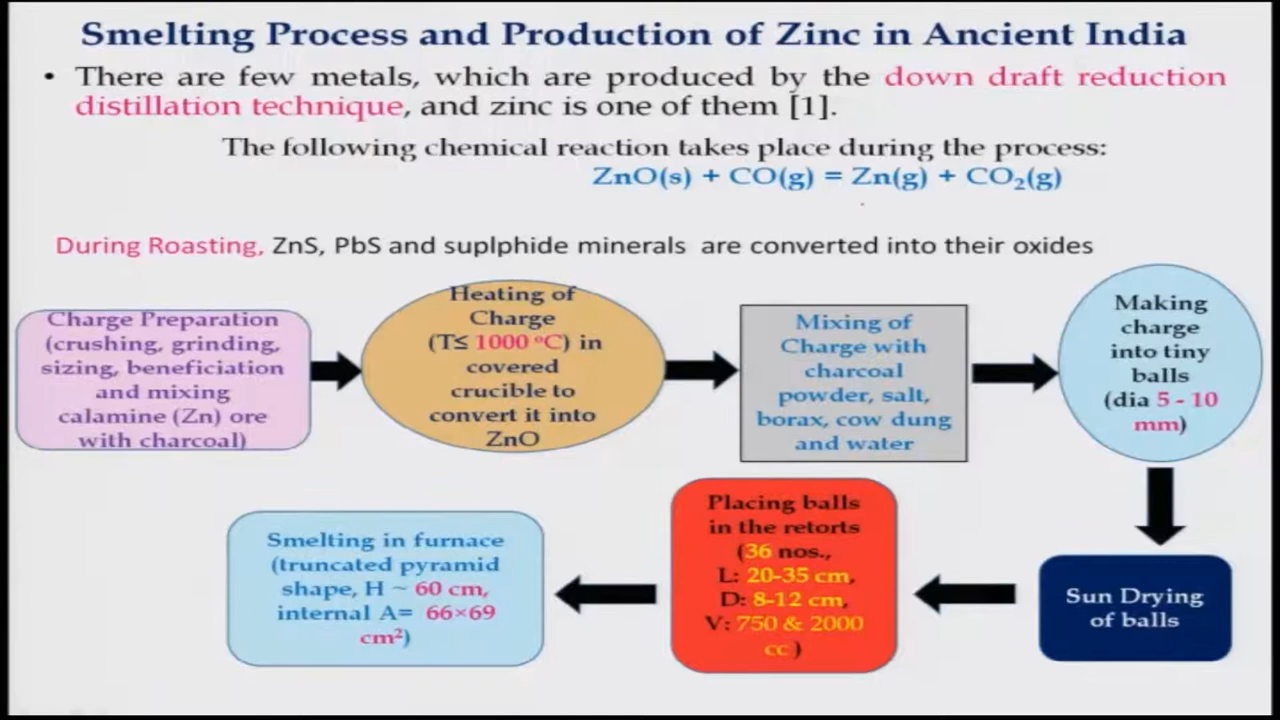 Smelting Process and Production of Zinc in Ancient India
• There are few metals, which are produced by the down draft reduction
distillation technique, and zinc is one of them [1].
The following chemical reaction takes place during the process:
ZnO(s) + CO(g) = Zn(g) + CO₂(g)
During Roasting, ZnS, PbS and suplphide minerals are converted into their oxides
Charge Preparation
(crushing, grinding,
sizing, beneficiation
and mixing
calamine (Zn) ore
with charcoal)
Heating of
Charge
(T≤ 1000 °C) in
covered
crucible to
convert it into
ZnO
Mixing of
Charge with
charcoal
powder, salt,
borax, cow dung
and water
Making
charge
into tiny
balls
(dia 5 - 10
mm)
Sun Drying
of balls
Placing balls
in the retorts
(36 nos.,
L: 20-35 cm,
D: 8-12 cm,
V: 750 & 2000
cc)
Smelting in furnace
(truncated pyramid
shape, H ~ 60 cm,
internal A= 66×69
cm²)